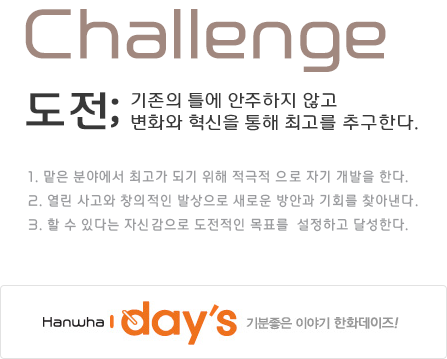 Challenge
도전; 기존의 틀에 안주하지 않고
변화와 혁신을 통해 최고를 추구한다.
1. 맡은 분야에서 최고가 되기 위해 적극적 으로 자기 개발을 한다.
2. 열린 사고와 창의적인 발상으로 새로운 방안과 기회를 찾아낸다.
3. 할 수 있다는 자신감으로 도전적인 목표를 설정하고 달성한다.
Hanwha day's 기분좋은 이야기 한화데이즈!